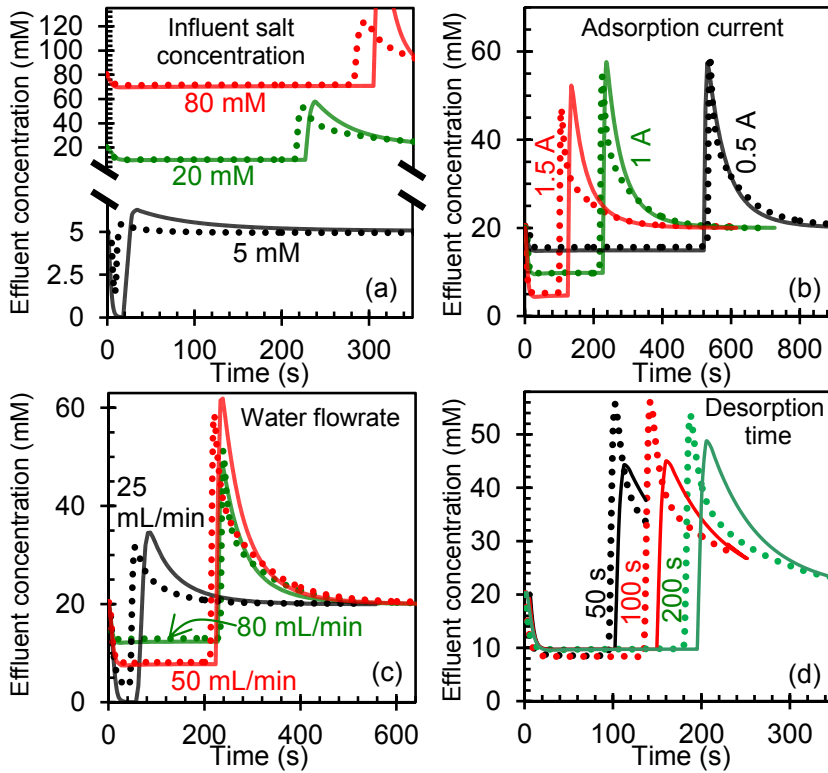 Effluent concentration (mM)
120
100
80
60
40
20
5
2.5
0
Influent salt
concentration
80 mM
20 mM
5 mM
(a)
0
100
200
300
Time (s)
Effluent concentration (mM)
60
40
20
0
Adsorption current
1.5 A
1 A
0.5 A
(b)
0
200
400
600
800
Time (s)
Effluent concentration (mM)
60
40
20
0
Water flowrate
25
mL/min
80 mL/min
50 mL/min
(c)
0
200
400
600
Time (s)
Effluent concentration (mM)
50
40
30
20
10
0
Desorption
time
50 s
100 s
200 s
(d)
0
100
200
300
Time (s)